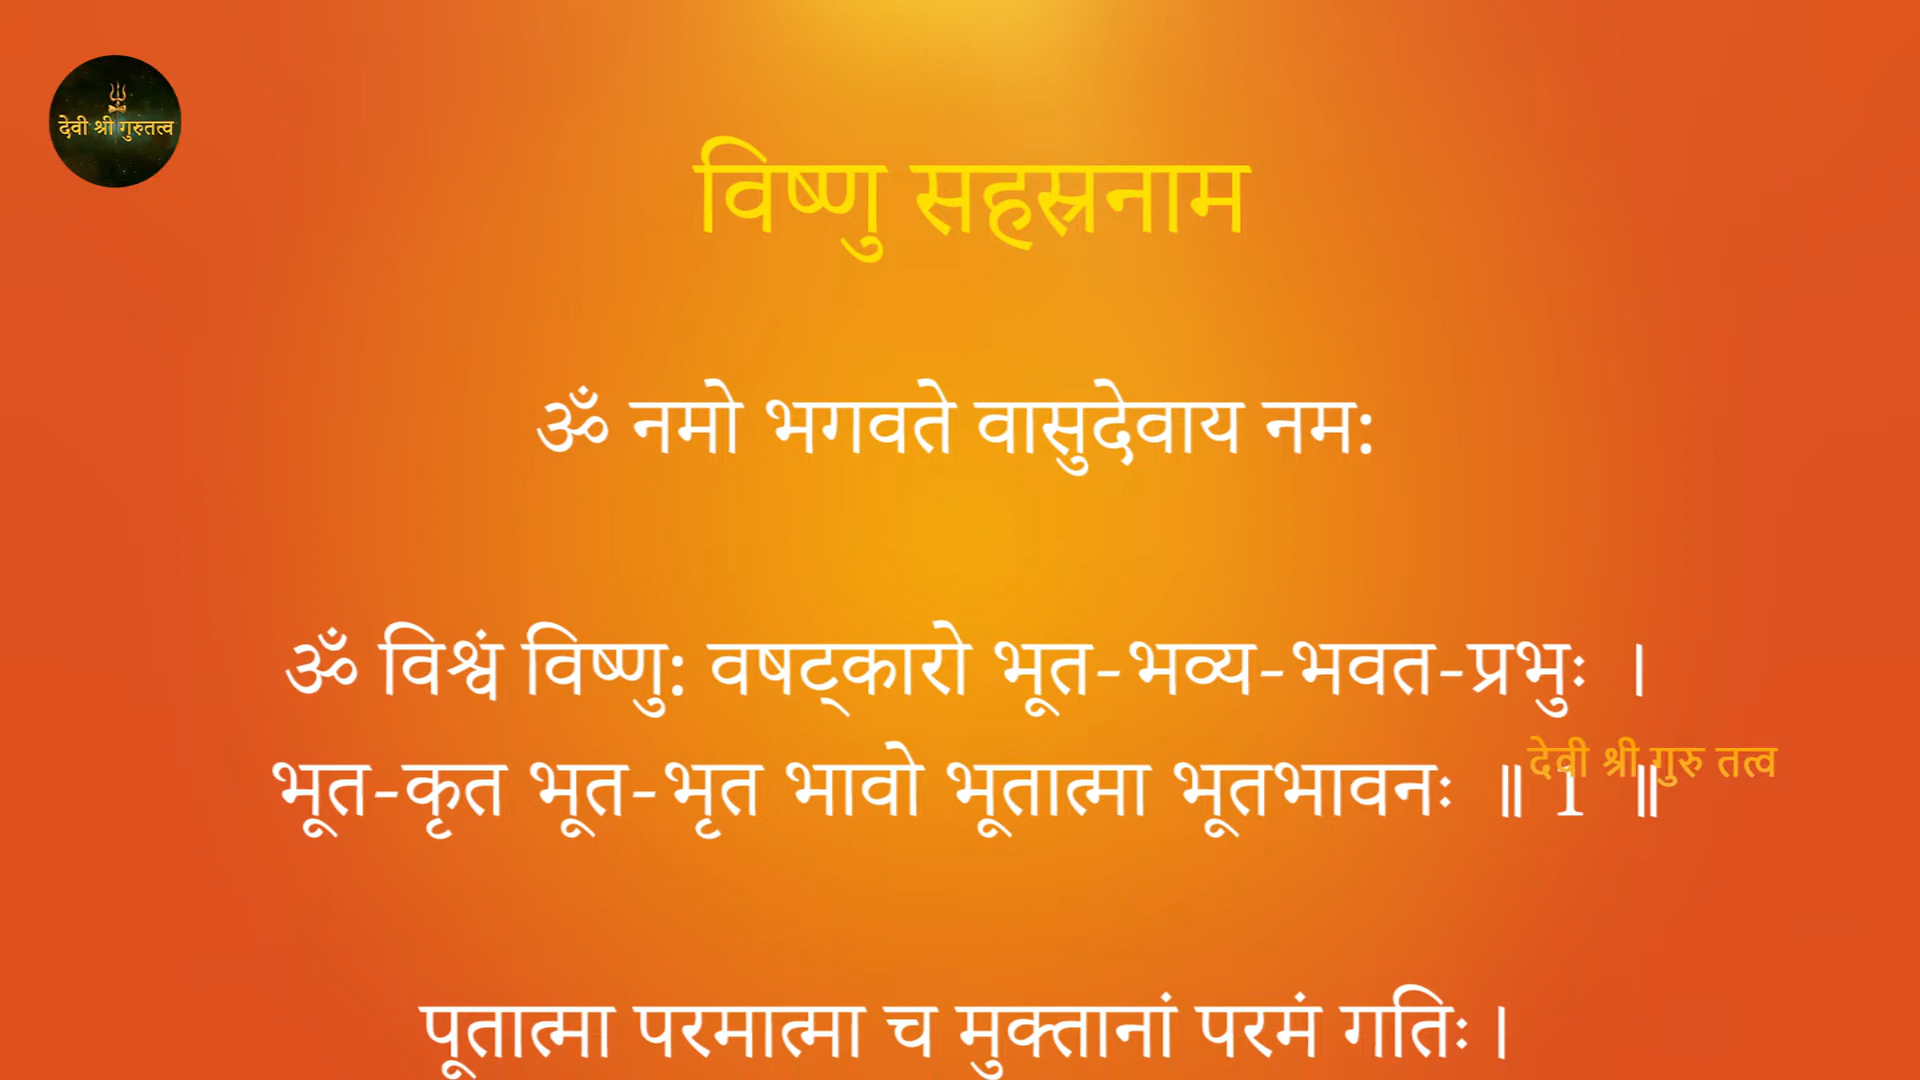 देवी श्री गुरुतत्व
विष्णु सहस्रनाम
ॐ नमो भगवते वासुदेवाय नम:
ॐ विश्वं विष्णु: वषट्कारो भूत-भव्य-भवत-प्रभुः ।
भूत-कृत भूत-भृत भावो भूतात्मा भूतभावनः ॥ 1 ॥
देवी श्री गुरु तत्व
पूतात्मा परमात्मा च मुक्तानां परमं गतिः।